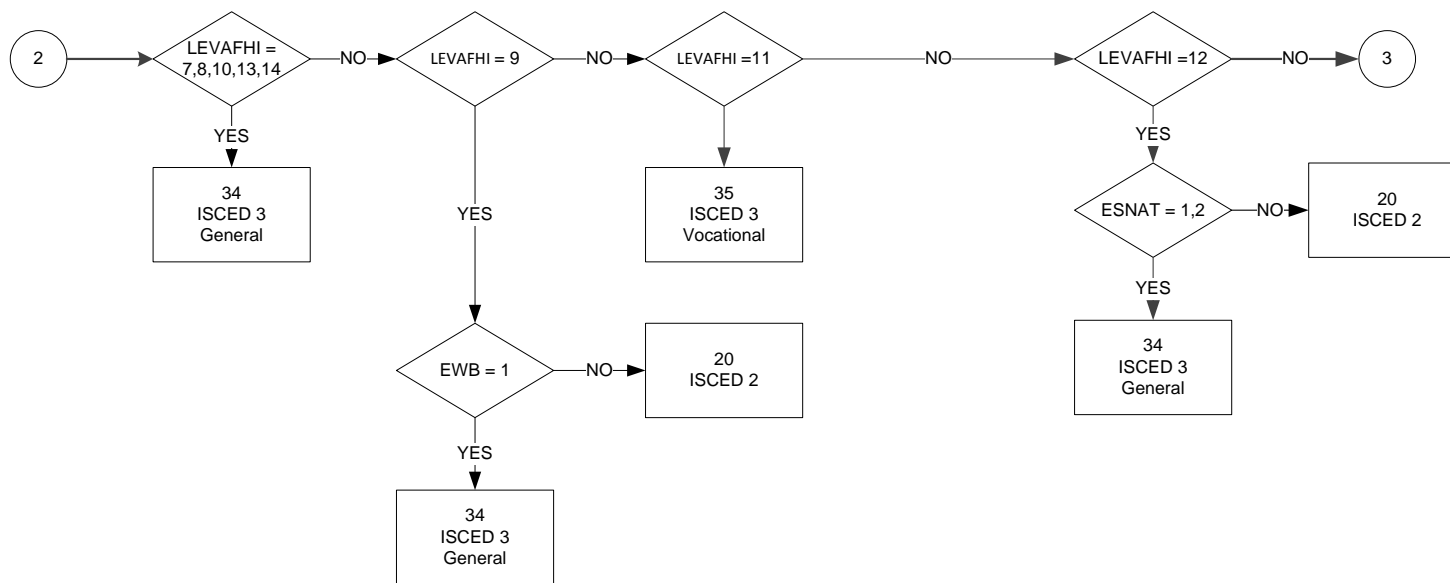 2
LEVAFHI =
7,8,10,13,14
NO
LEVAFHI = 9
NO
LEVAFHI =11
NO
LEVAFHI =12
NO
3
YES
34
ISCED 3
General
YES
35
ISCED 3
Vocational
YES
ESNAT = 1,2
NO
20
ISCED 2
YES
34
ISCED 3
General
EWB = 1
NO
20
ISCED 2
YES
34
ISCED 3
General